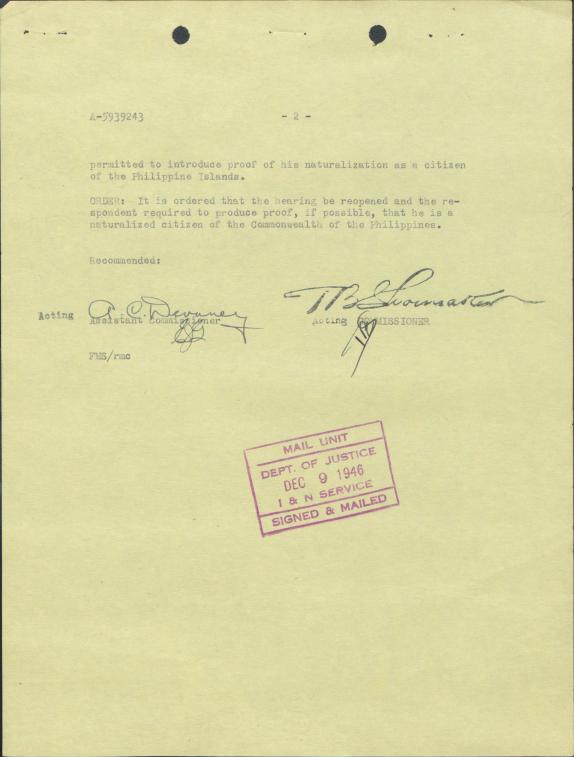 A-5939243 - 2 -
permitted to introduce proof of his naturalization as a citizen
of the Philippine Islands.
ORDER: It is ordered that the hearing be reopened and the re-
spondent required to produce proof, if possible, that he is a
naturalized citizen of the Commonwealth of the Philippines.
Recommended:
A. C. Devaney T B Shoemaker
Acting Assistant Commissioner Acting COMMISSIONER
FMS/rmc
MAIL UNIT
DEPT. OF JUSTICE
DEC 9 1946
I & N SERVICE
SIGNED & MAILED